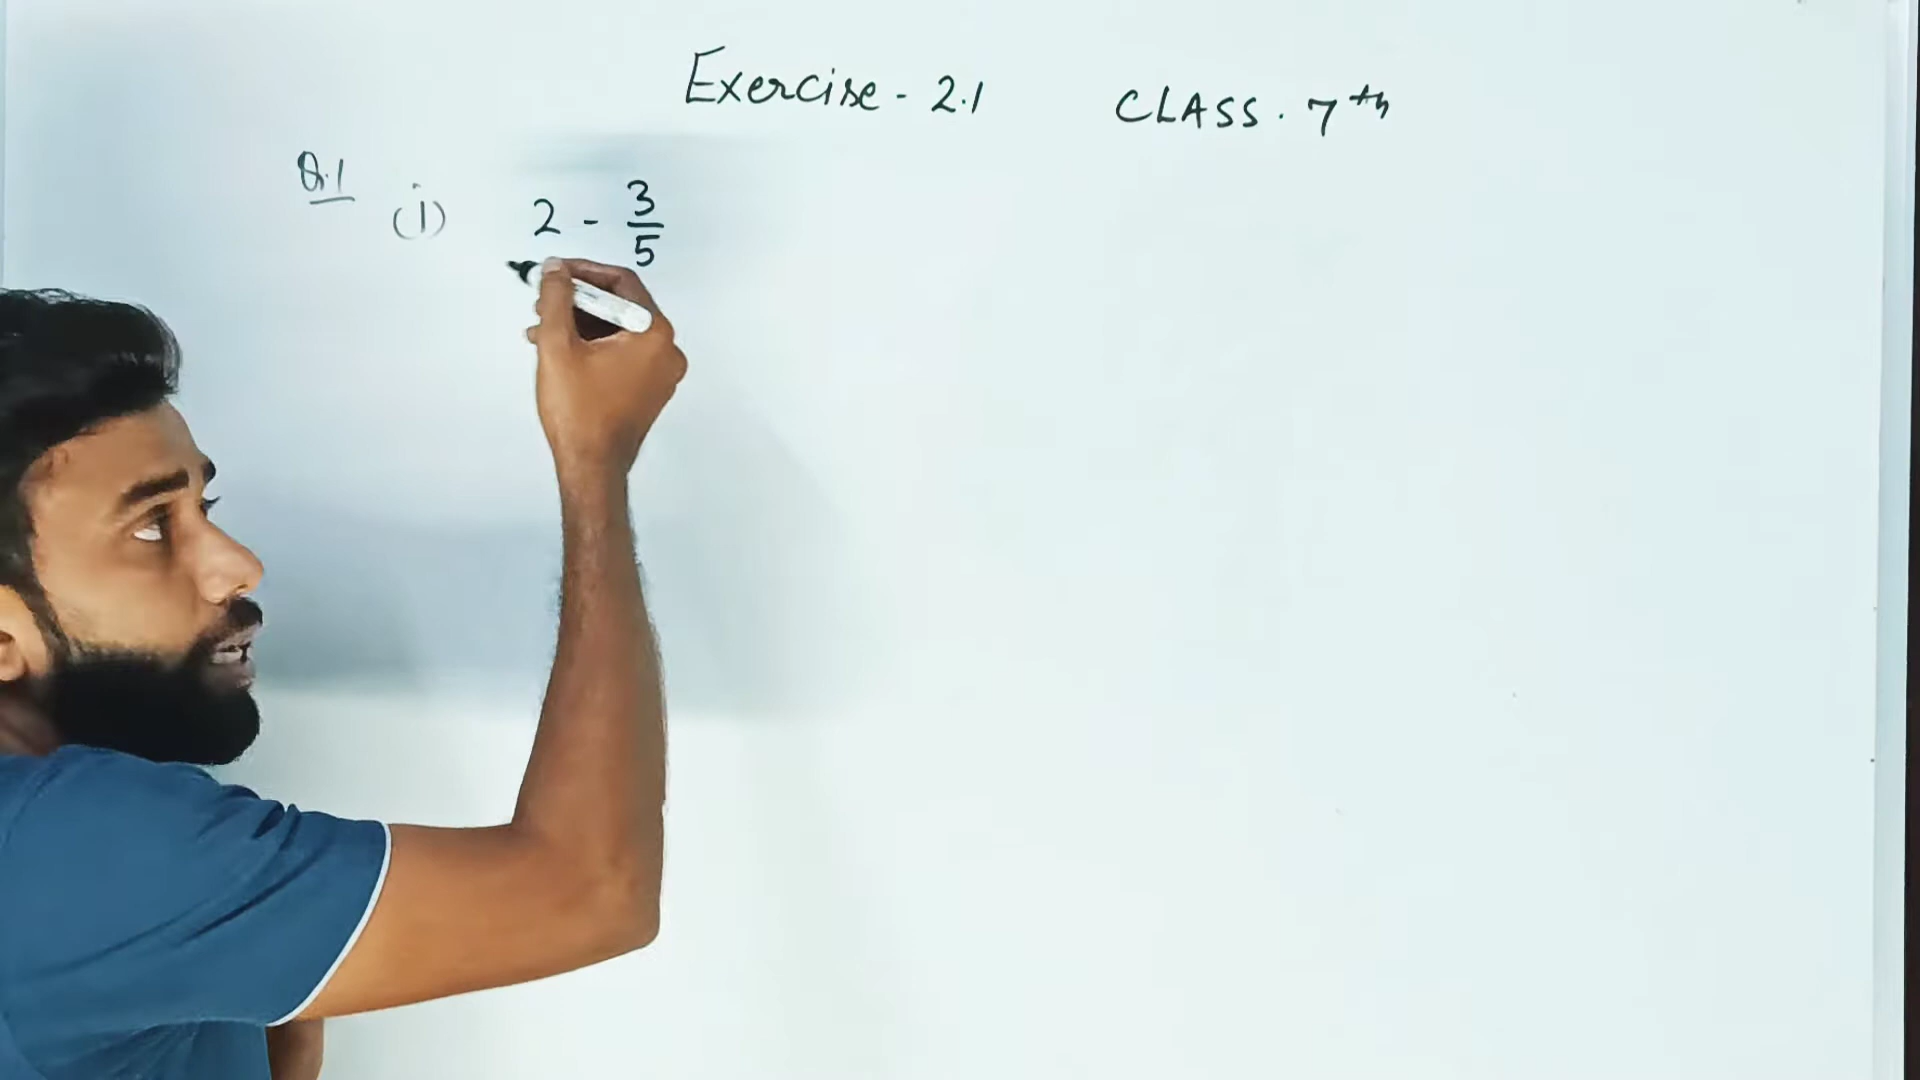 Exercise - 2.1 CLASS. 7th
Q.1 (i) 2 - 3/5